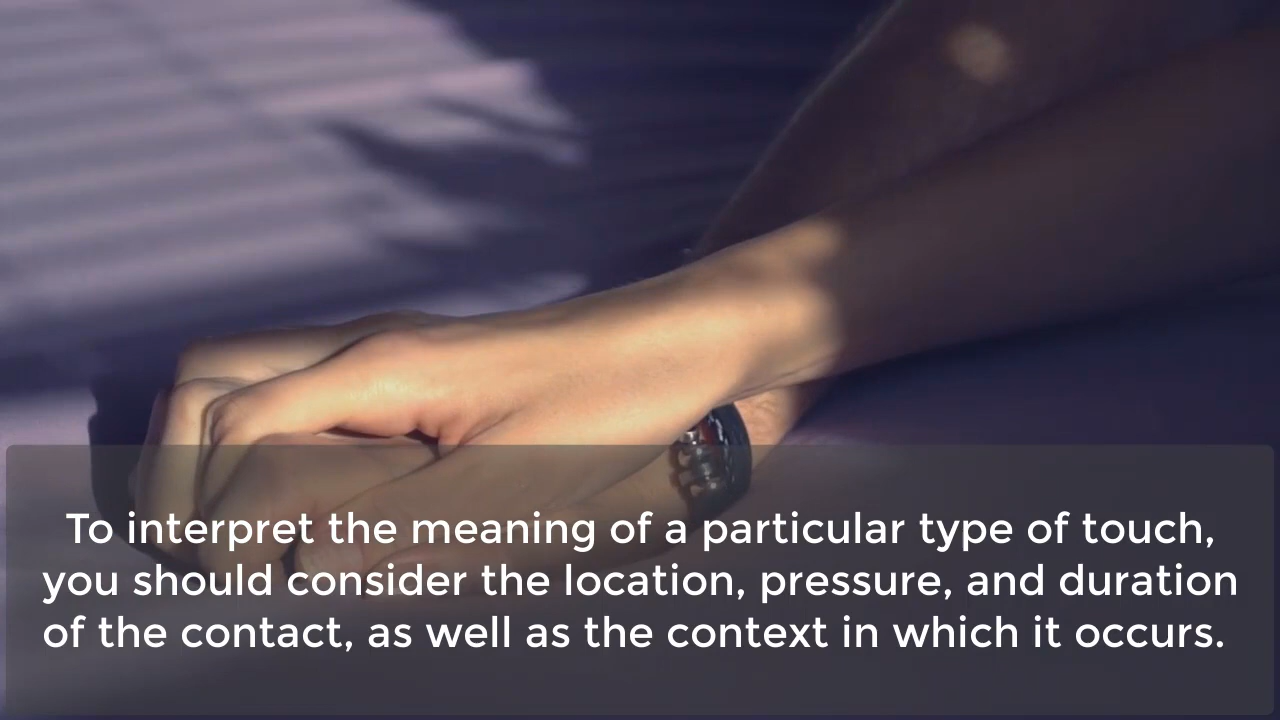 To interpret the meaning of a particular type of touch,
you should consider the location, pressure, and duration
of the contact, as well as the context in which it occurs.